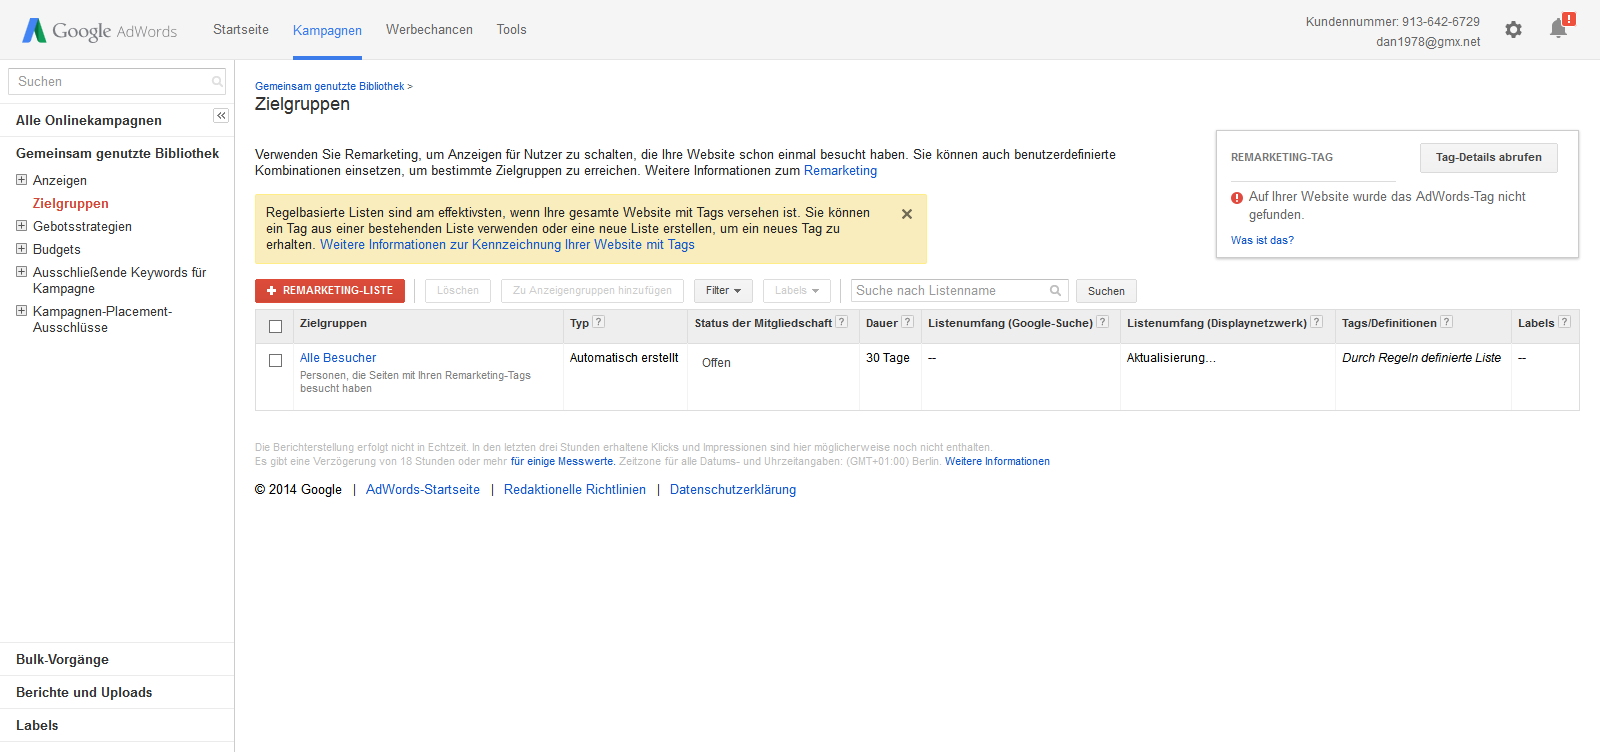 Google AdWords
Startseite
Kampagnen
Werbechancen
Tools
Kundennummer: 913-642-6729
dan1978@gmx.net
!
Suchen
Alle Onlinekampagnen
Gemeinsam genutzte Bibliothek
Anzeigen
Zielgruppen
Gebotsstrategien
Budgets
Ausschließende Keywords für
Kampagne
Kampagnen-Placement-
Ausschlüsse
Bulk-Vorgänge
Berichte und Uploads
Labels
Gemeinsam genutzte Bibliothek >
Zielgruppen
Verwenden Sie Remarketing, um Anzeigen für Nutzer zu schalten, die Ihre Website schon einmal besucht haben. Sie können auch benutzerdefinierte
Kombinationen einsetzen, um bestimmte Zielgruppen zu erreichen. Weitere Informationen zum Remarketing
Regelbasierte Listen sind am effektivsten, wenn Ihre gesamte Website mit Tags versehen ist. Sie können
ein Tag aus einer bestehenden Liste verwenden oder eine neue Liste erstellen, um ein neues Tag zu
erhalten. Weitere Informationen zur Kennzeichnung Ihrer Website mit Tags
REMARKETING-TAG
Tag-Details abrufen
Auf Ihrer Website wurde das AdWords-Tag nicht
gefunden.
Was ist das?
+ REMARKETING-LISTE
Löschen
Zu Anzeigengruppen hinzufügen
Filter
Labels
Suche nach Listenname
Suchen
Zielgruppen
Typ ?
Status der Mitgliedschaft ?
Dauer ?
Listenumfang (Google-Suche) ?
Listenumfang (Displaynetzwerk) ?
Tags/Definitionen ?
Labels ?
Alle Besucher
Personen, die Seiten mit Ihren Remarketing-Tags
besucht haben
Automatisch erstellt
Offen
30 Tage
--
Aktualisierung…
Durch Regeln definierte Liste
--
Die Berichterstellung erfolgt nicht in Echtzeit. In den letzten drei Stunden erhaltene Klicks und Impressionen sind hier möglicherweise noch nicht enthalten.
Es gibt eine Verzögerung von 18 Stunden oder mehr für einige Messwerte. Zeitzone für alle Datums- und Uhrzeitangaben: (GMT+01:00) Berlin. Weitere Informationen
© 2014 Google | AdWords-Startseite | Redaktionelle Richtlinien | Datenschutzerklärung